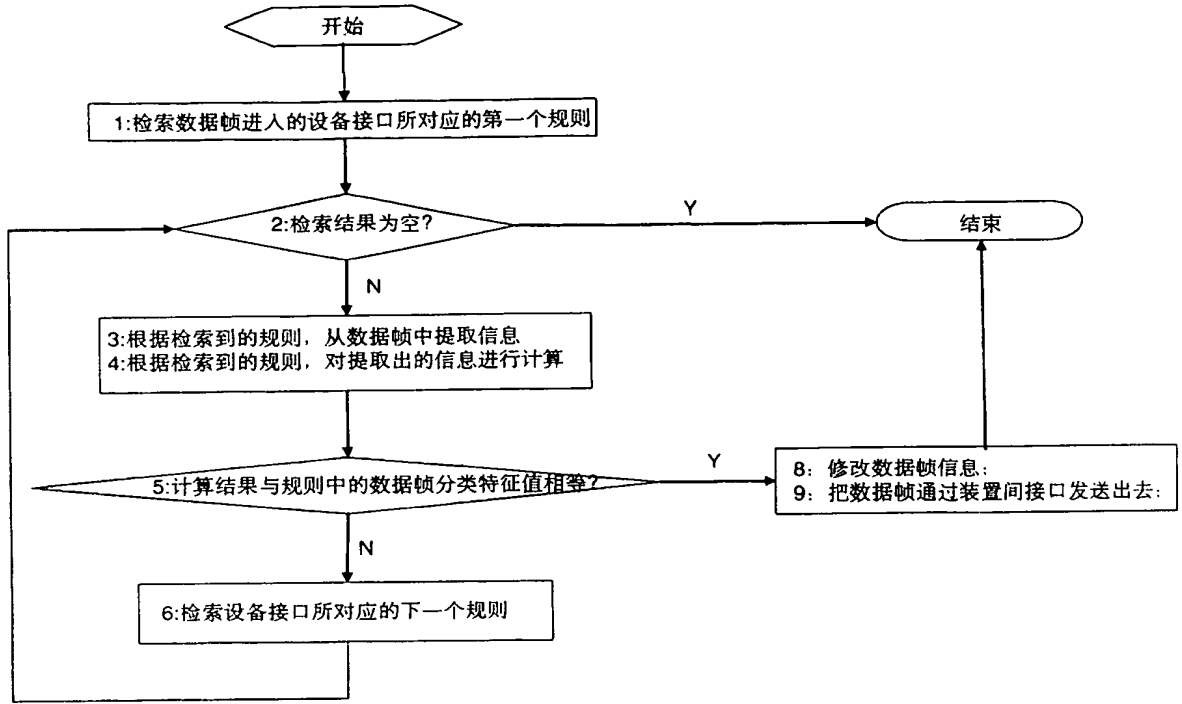 开始
1:检索数据帧进入的设备接口所对应的第一个规则
2:检索结果为空?
Y
结束
N
3:根据检索到的规则，从数据帧中提取信息
4:根据检索到的规则，对提取出的信息进行计算
5:计算结果与规则中的数据帧分类特征值相等?
Y
8：修改数据帧信息;
9：把数据帧通过装置间接口发送出去;
N
6:检索设备接口所对应的下一个规则